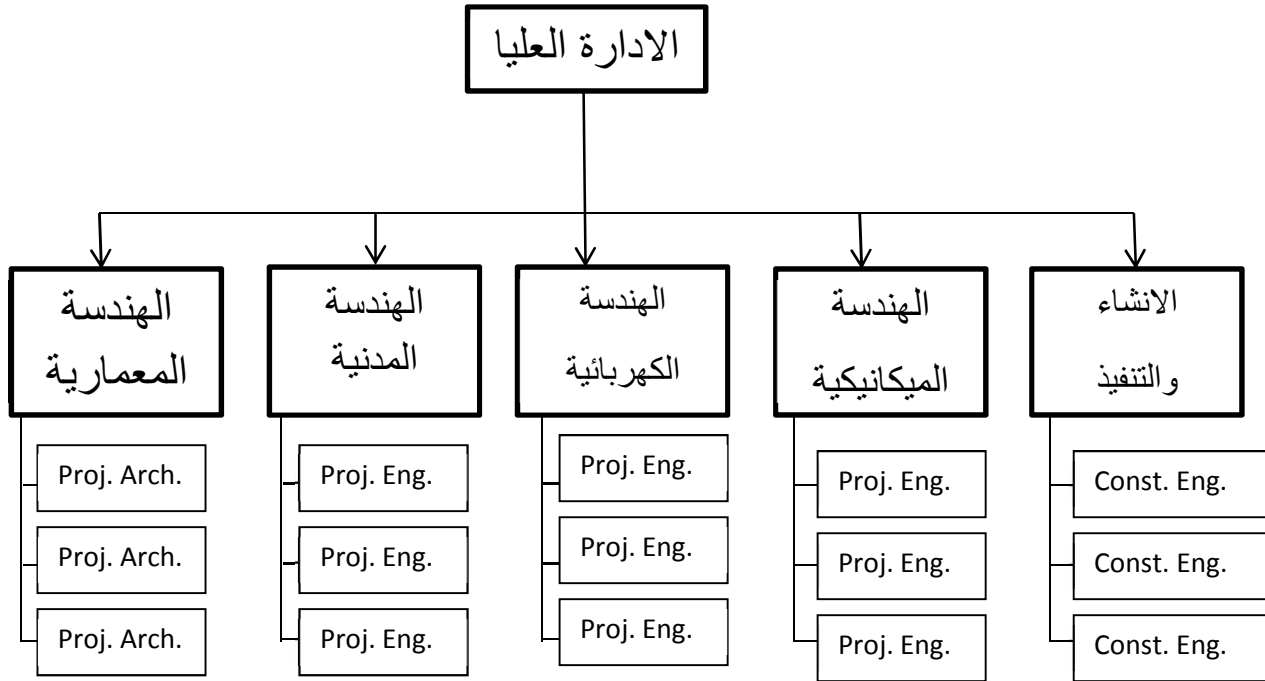 الادارة العليا
الهندسة
المعمارية
الهندسة
المدنية
الهندسة
الكهربائية
الهندسة
الميكانيكية
الانشاء
والتنفيذ
Proj. Arch.
Proj. Arch.
Proj. Arch.
Proj. Eng.
Proj. Eng.
Proj. Eng.
Proj. Eng.
Proj. Eng.
Proj. Eng.
Proj. Eng.
Proj. Eng.
Proj. Eng.
Const. Eng.
Const. Eng.
Const. Eng.